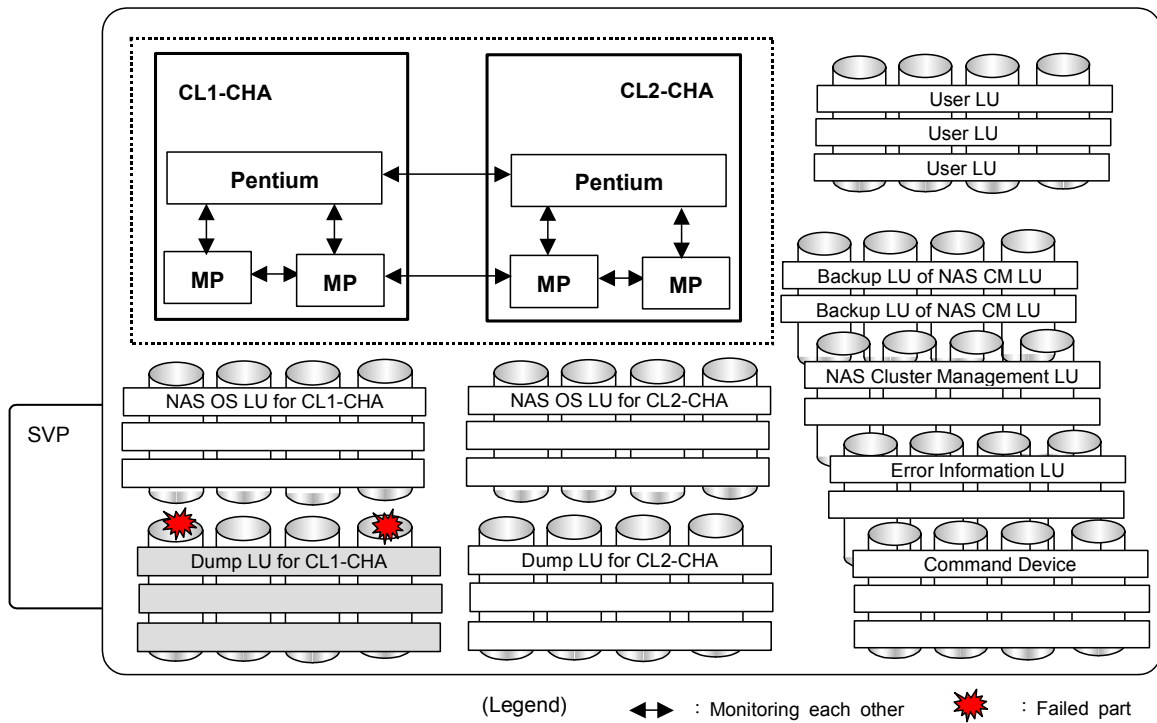 CL1-CHA
CL2-CHA
Pentium
Pentium
MP
MP
MP
MP
User LU
User LU
User LU
Backup LU of NAS CM LU
Backup LU of NAS CM LU
NAS Cluster Management LU
Error Information LU
Command Device
SVP
NAS OS LU for CL1-CHA
NAS OS LU for CL2-CHA
Dump LU for CL1-CHA
Dump LU for CL2-CHA
(Legend) : Monitoring each other : Failed part